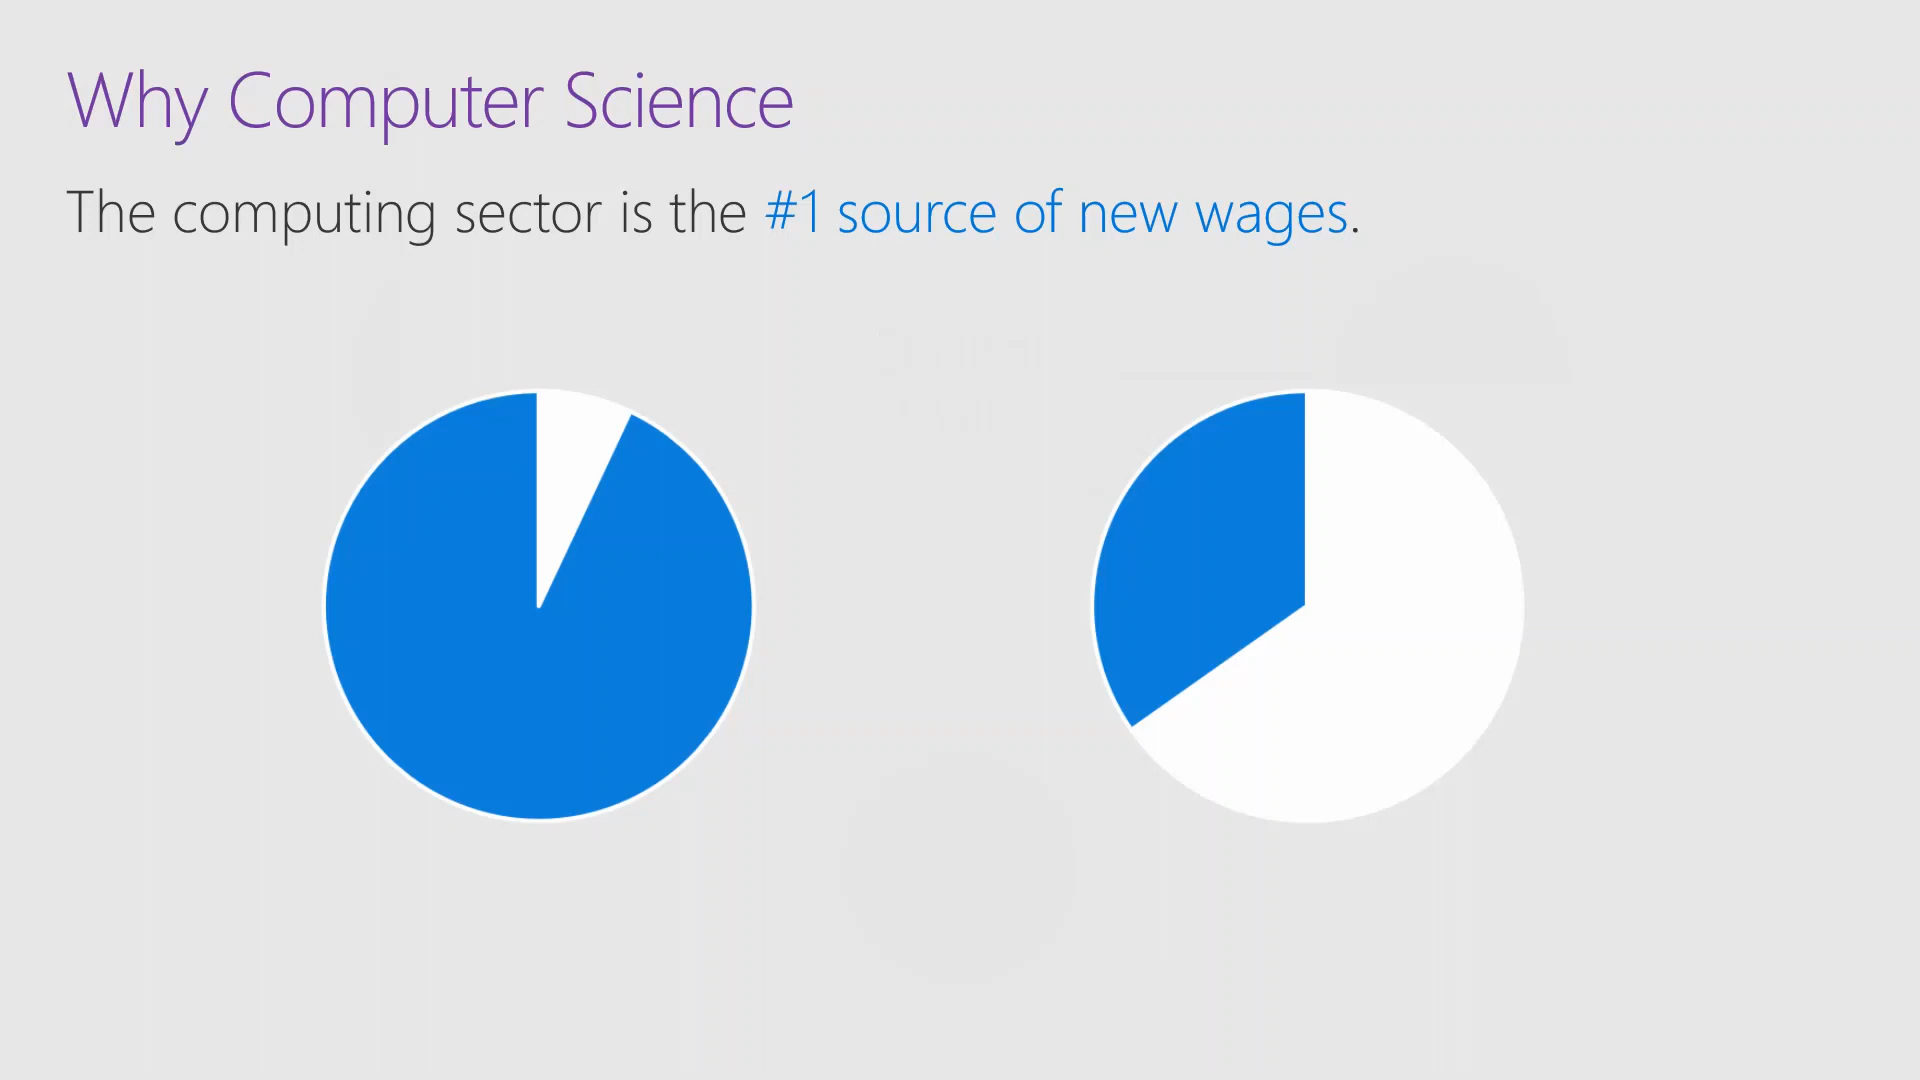 Why Computer Science
The computing sector is the #1 source of new wages.